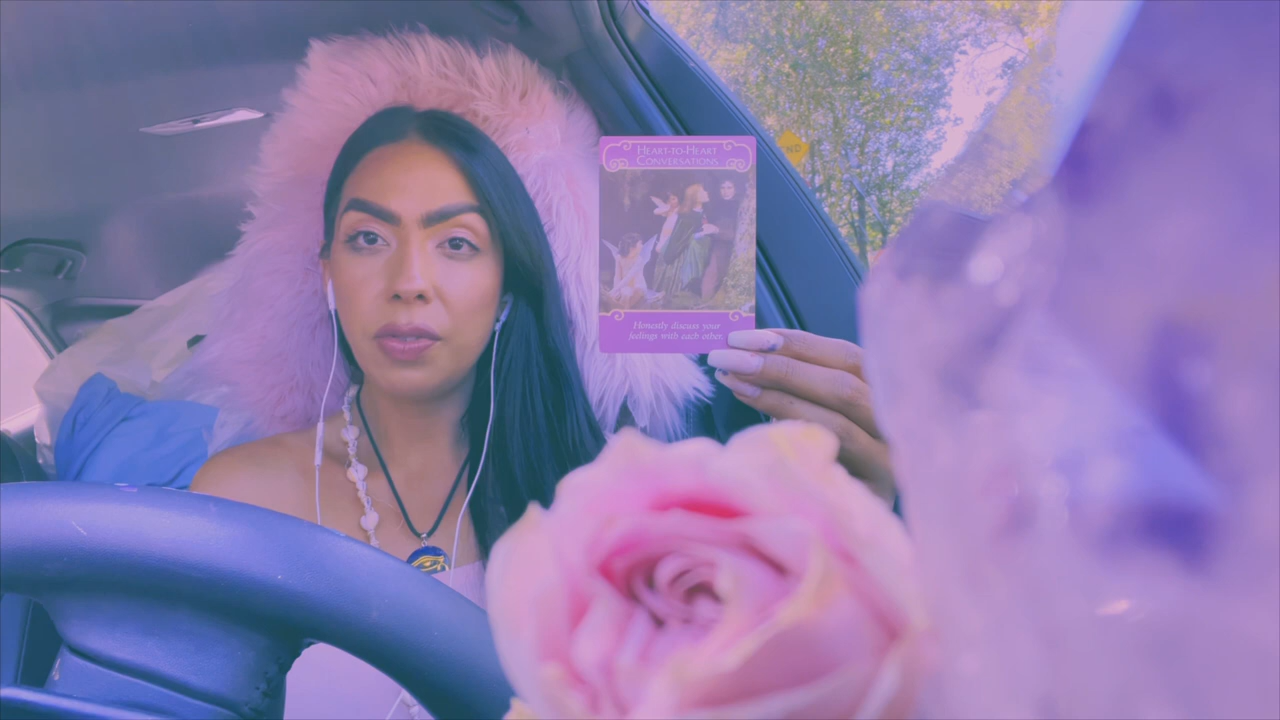 HEART-TO-HEART
CONVERSATIONS
Honestly discuss your
feelings with each other.